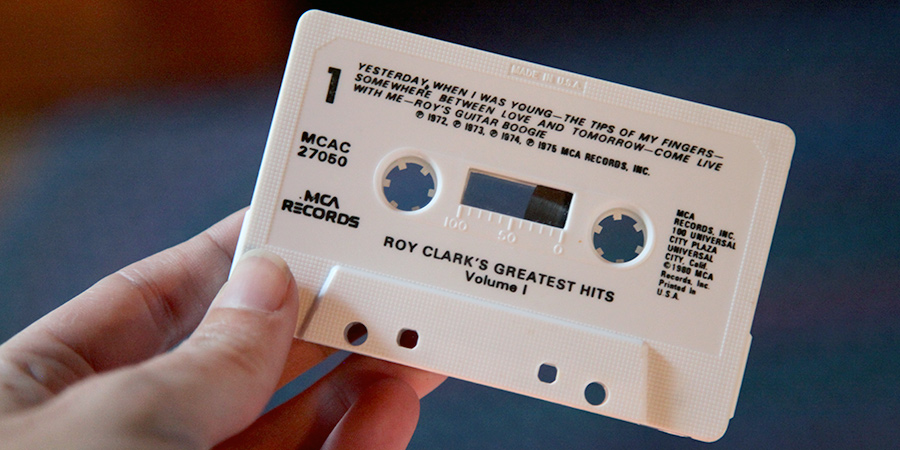 MADE IN U.S.A.
1
YESTERDAY, WHEN I WAS YOUNG—THE TIPS OF MY FINGERS—
SOMEWHERE BETWEEN LOVE AND TOMORROW—COME LIVE
WITH ME—ROY'S GUITAR BOOGIE
℗ 1972, ℗ 1973, ℗ 1974, ℗ 1975 MCA RECORDS, INC.
MCAC
27050
MCA
RECORDS
100 50 0
MCA
RECORDS, INC.
100 UNIVERSAL
CITY PLAZA
UNIVERSAL
CITY, Calif.
© 1980 MCA
Records, Inc.
Printed in
U.S.A.
ROY CLARK'S GREATEST HITS
Volume I